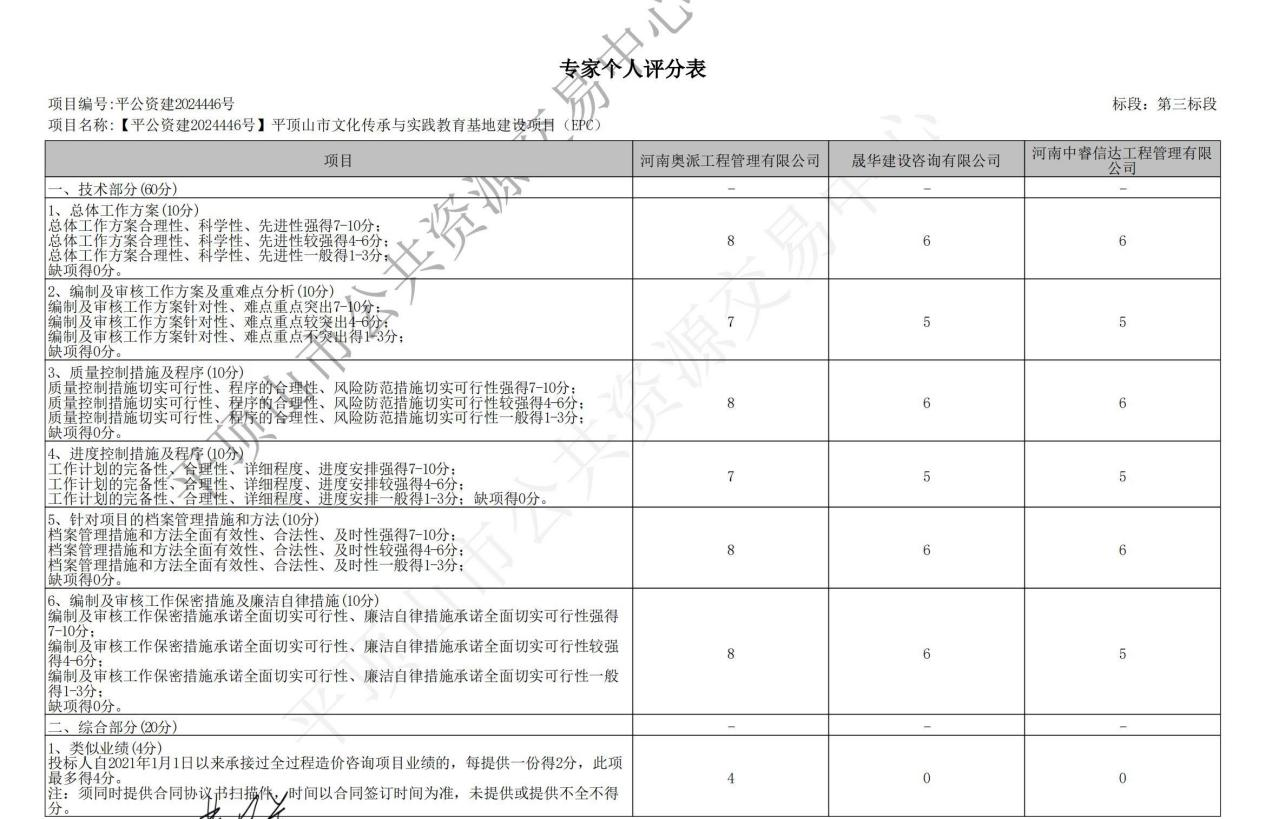 专家个人评分表
项目编号:平公资建2024446号
标段：第三标段
项目名称:【平公资建2024446号】平顶山市文化传承与实践教育基地建设项目（EPC）
项目
河南奥派工程管理有限公司
晟华建设咨询有限公司
河南中睿信达工程管理有限
公司
一、技术部分(60分)
-
-
-
1、总体工作方案(10分)
总体工作方案合理性、科学性、先进性强得7-10分；
总体工作方案合理性、科学性、先进性较强得4-6分；
总体工作方案合理性、科学性、先进性一般得1-3分；
缺项得0分。
8
6
6
2、编制及审核工作方案及重难点分析(10分)
编制及审核工作方案针对性、难点重点突出7-10分；
编制及审核工作方案针对性、难点重点较突出4-6分；
编制及审核工作方案针对性、难点重点不突出得1-3分；
缺项得0分。
7
5
5
3、质量控制措施及程序(10分)
质量控制措施切实可行性、程序的合理性、风险防范措施切实可行性强得7-10分；
质量控制措施切实可行性、程序的合理性、风险防范措施切实可行性较强得4-6分；
质量控制措施切实可行性、程序的合理性、风险防范措施切实可行性一般得1-3分；
缺项得0分。
8
6
6
4、进度控制措施及程序(10分)
工作计划的完备性、合理性、详细程度、进度安排强得7-10分；
工作计划的完备性、合理性、详细程度、进度安排较强得4-6分；
工作计划的完备性、合理性、详细程度、进度安排一般得1-3分；缺项得0分。
7
5
5
5、针对项目的档案管理措施和方法(10分)
档案管理措施和方法全面有效性、合法性、及时性强得7-10分；
档案管理措施和方法全面有效性、合法性、及时性较强得4-6分；
档案管理措施和方法全面有效性、合法性、及时性一般得1-3分；
缺项得0分。
8
6
6
6、编制及审核工作保密措施及廉洁自律措施(10分)
编制及审核工作保密措施承诺全面切实可行性、廉洁自律措施承诺全面切实可行性强得
7-10分；
编制及审核工作保密措施承诺全面切实可行性、廉洁自律措施承诺全面切实可行性较强
得4-6分；
编制及审核工作保密措施承诺全面切实可行性、廉洁自律措施承诺全面切实可行性一般
得1-3分；
缺项得0分。
8
6
5
二、综合部分(20分)
-
-
-
1、类似业绩(4分)
投标人自2021年1月1日以来承接过全过程造价咨询项目业绩的，每提供一份得2分，此项
最多得4分。
注：须同时提供合同协议书扫描件，时间以合同签订时间为准，未提供或提供不全不得
分。
4
0
0
平顶山市公共资源交易中心
平顶山市公共资源交易中心